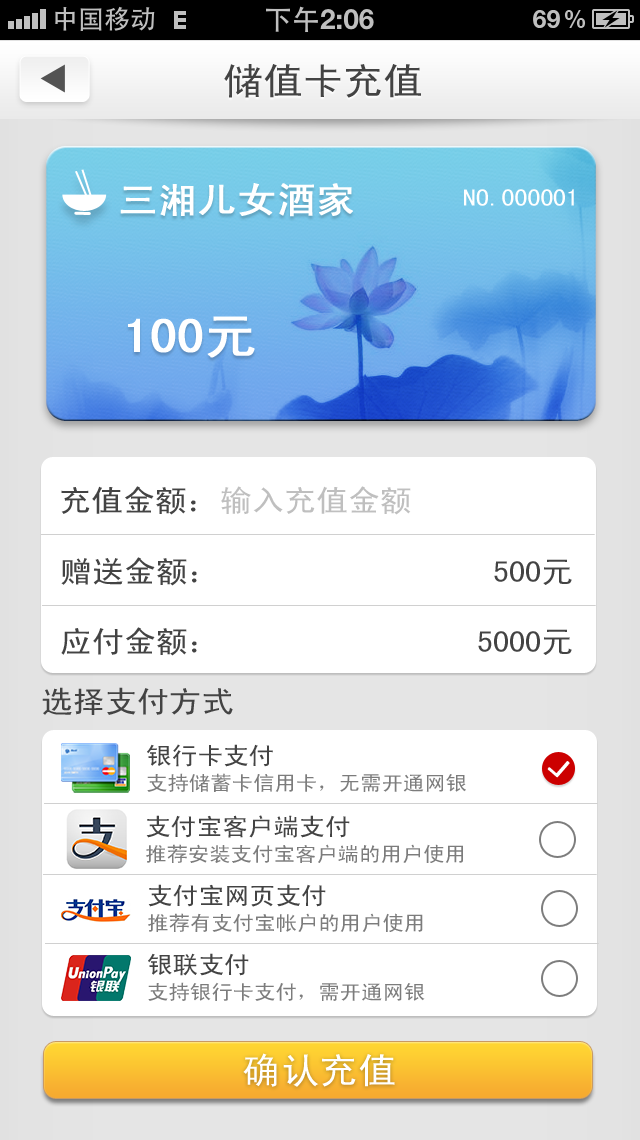 中国移动 E 下午2:06 69%
储值卡充值
三湘儿女酒家 NO. 000001
100元
充值金额： 输入充值金额
赠送金额： 500元
应付金额： 5000元
选择支付方式
银行卡支付
支持储蓄卡信用卡，无需开通网银
支 支付宝客户端支付
推荐安装支付宝客户端的用户使用
支付宝 支付宝网页支付
推荐有支付宝帐户的用户使用
UnionPay 银联 银联支付
支持银行卡支付，需开通网银
确认充值